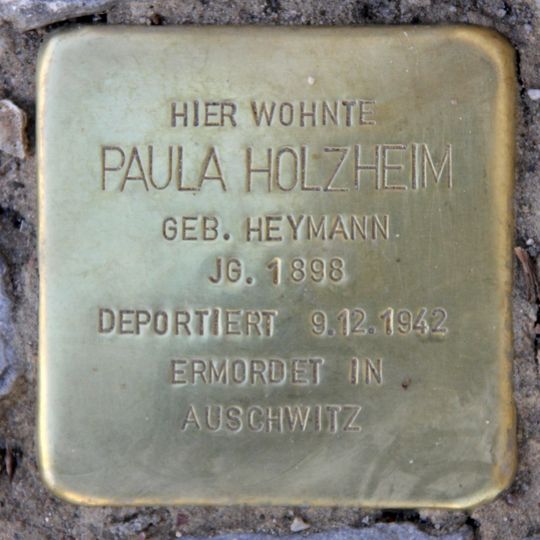 HIER WOHNTE
PAULA HOLZHEIM
GEB. HEYMANN
JG. 1898
DEPORTIERT 9.12.1942
ERMORDET IN
AUSCHWITZ